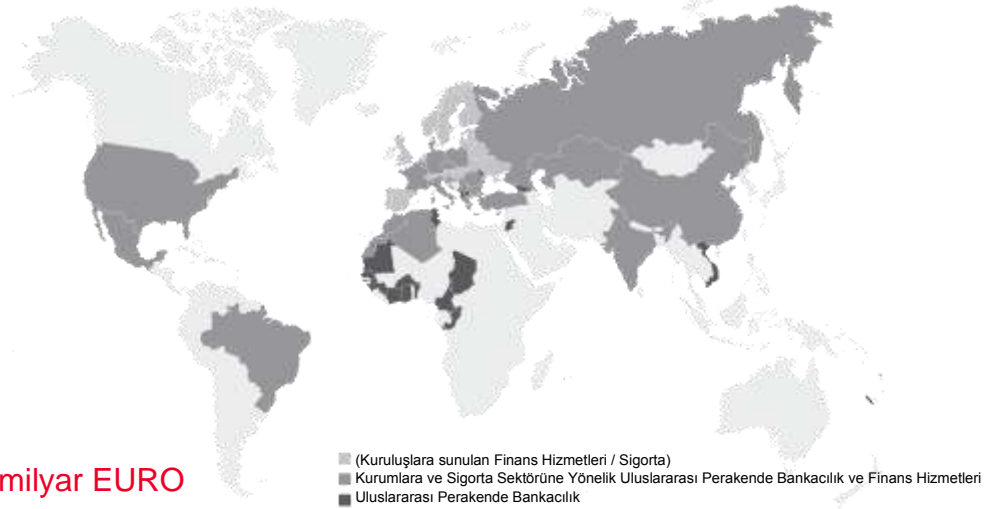 (Kuruluşlara sunulan Finans Hizmetleri / Sigorta)
milyar EURO
Kurumlara ve Sigorta Sektörüne Yönelik Uluslararası Perakende Bankacılık ve Finans Hizmetleri
Uluslararası Perakende Bankacılık